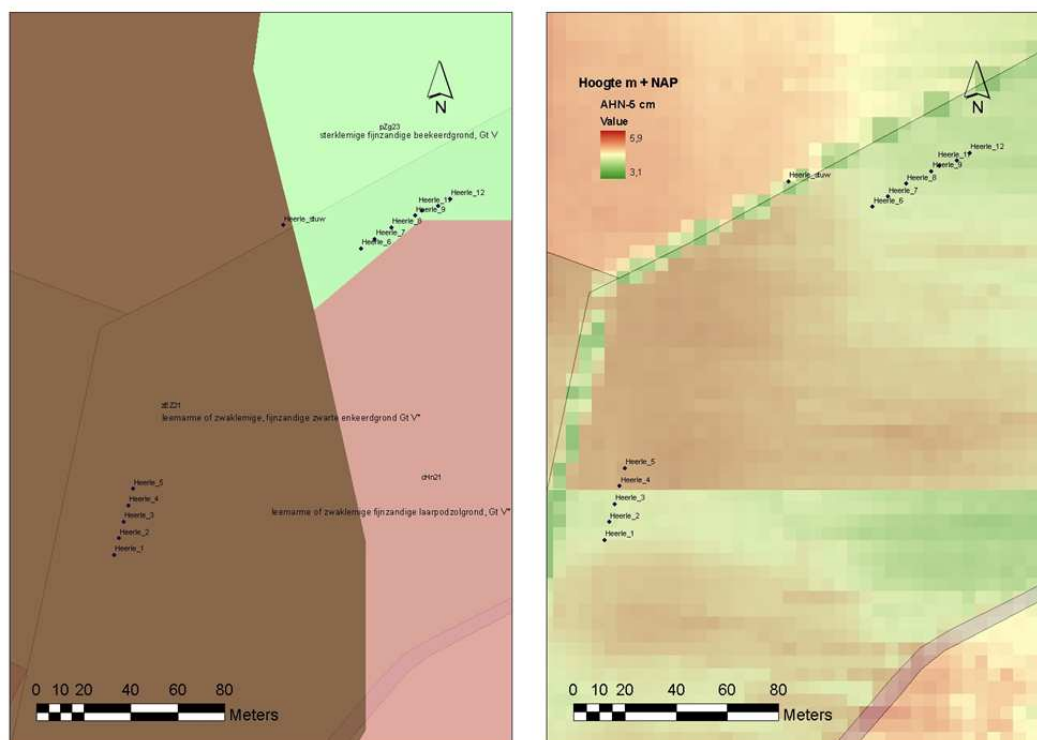 N
pZg23
sterklemige fijnzandige beekeerdgrond, Gt V
Heerle_12
Heerle_11
Heerle_9
Heerle_stuw
Heerle_8
Heerle_7
Heerle_6
zEZ21
leemarme of zwaklemige, fijnzandige zwarte enkeerdgrond Gt V*
cHn21
Heerle_5
Heerle_4
leemarme of zwaklemige fijnzandige laarpodzolgrond, Gt V*
Heerle_3
Heerle_2
Heerle_1
0 10 20 40 60 80
Meters
Hoogte m + NAP
AHN-5 cm
Value
5,9
3,1
N
Heerle_12
Heerle_11
Heerle_9
Heerle_stuw
Heerle_8
Heerle_7
Heerle_6
Heerle_5
Heerle_4
Heerle_3
Heerle_2
Heerle_1
0 10 20 40 60 80
Meters